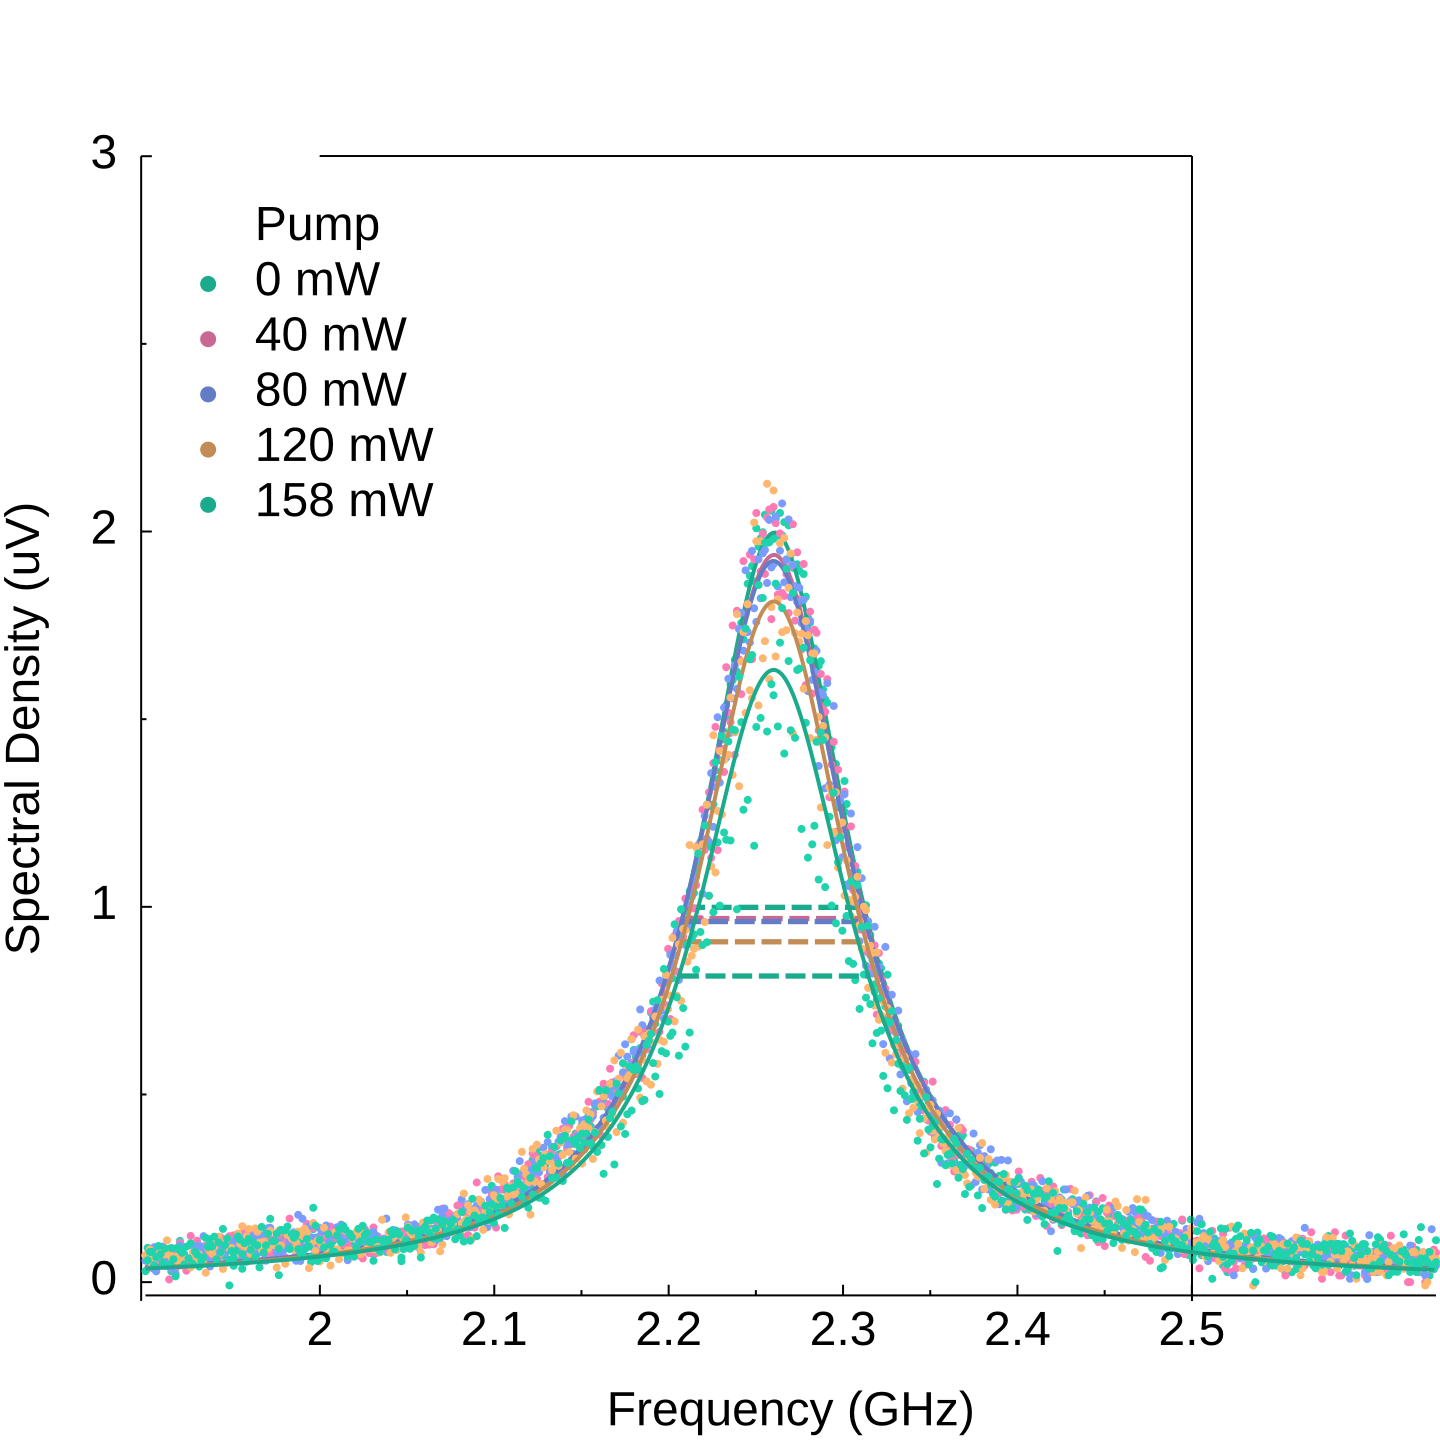 3
Pump
0 mW
40 mW
80 mW
120 mW
158 mW
2
Spectral Density (uV)
1
0
2 2.1 2.2 2.3 2.4 2.5
Frequency (GHz)